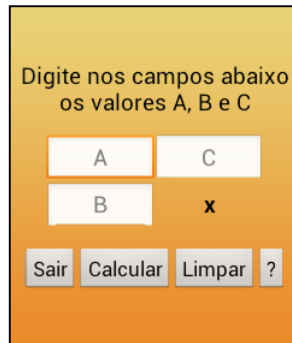 Digite nos campos abaixo
os valores A, B e C
A C
B x
Sair Calcular Limpar ?